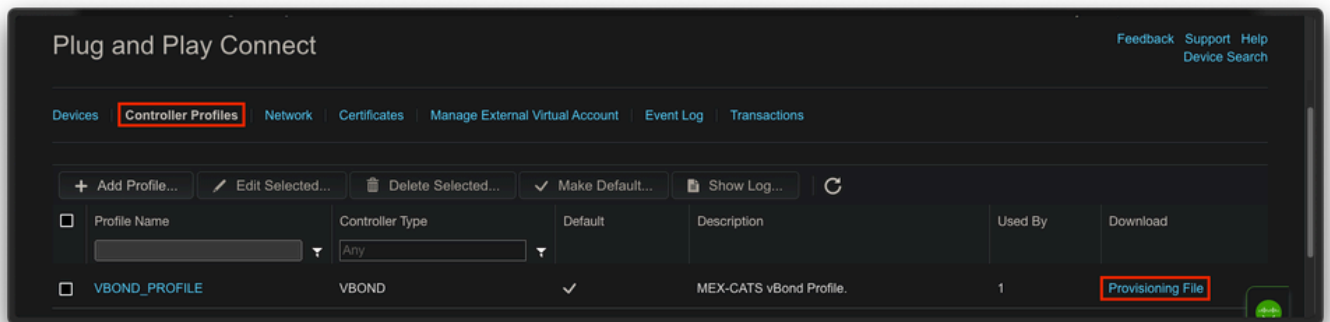 Plug and Play Connect
Feedback Support Help
Device Search
Devices Controller Profiles Network Certificates Manage External Virtual Account Event Log Transactions
+ Add Profile... Edit Selected... Delete Selected... Make Default... Show Log...
Profile Name Controller Type Default Description Used By Download
Any
VBOND_PROFILE VBOND MEX-CATS vBond Profile. 1 Provisioning File